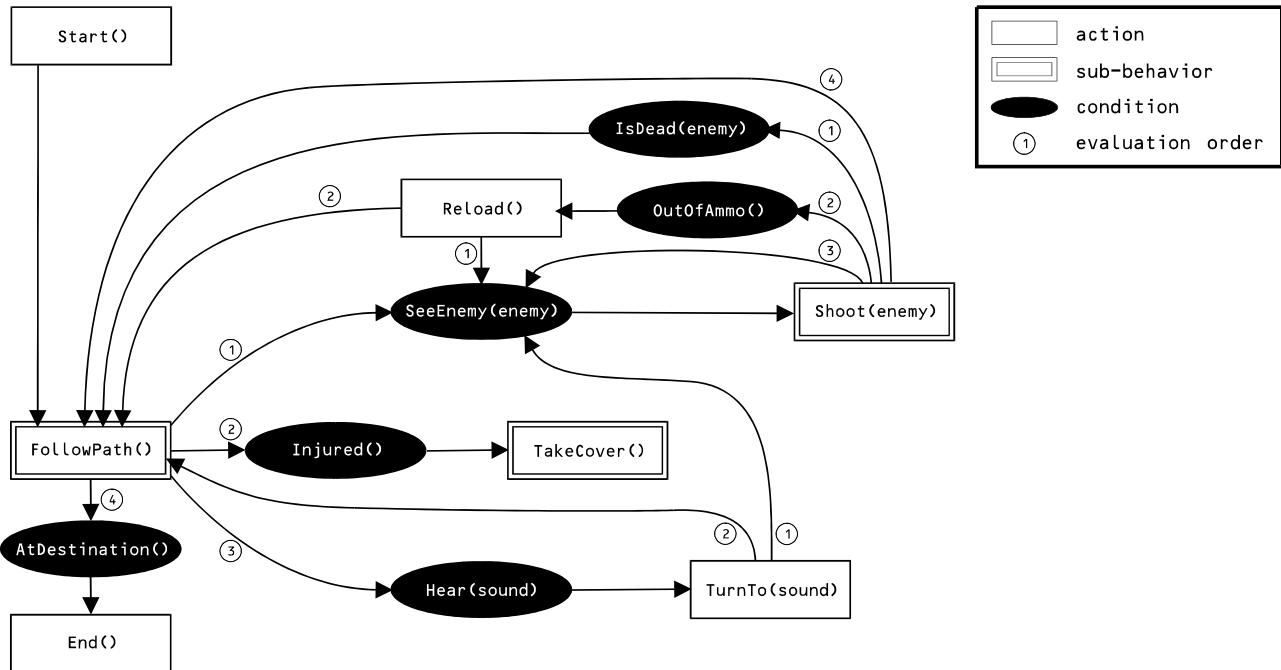 Start()
action
sub-behavior
condition
1 evaluation order
4
IsDead(enemy)
1
2
Reload()
OutOfAmmo()
2
1
3
SeeEnemy(enemy)
Shoot(enemy)
1
2
FollowPath()
Injured()
TakeCover()
4
AtDestination()
3
2
1
Hear(sound)
TurnTo(sound)
End()